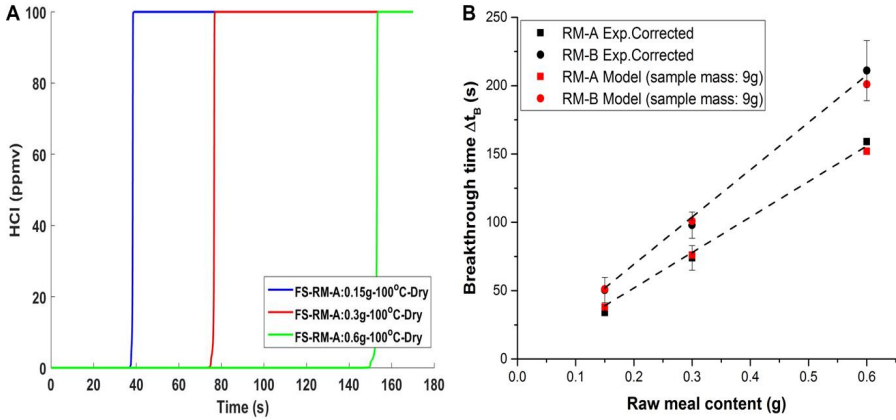 A
HCl (ppmv)
100
80
60
40
20
0
FS-RM-A:0.15g-100°C-Dry
FS-RM-A:0.3g-100°C-Dry
FS-RM-A:0.6g-100°C-Dry
0 20 40 60 80 100 120 140 160 180
Time (s)
B
Breakthrough time Δt_B (s)
RM-A Exp.Corrected
RM-B Exp.Corrected
RM-A Model (sample mass: 9g)
RM-B Model (sample mass: 9g)
250
200
150
100
50
0
0.0 0.1 0.2 0.3 0.4 0.5 0.6
Raw meal content (g)